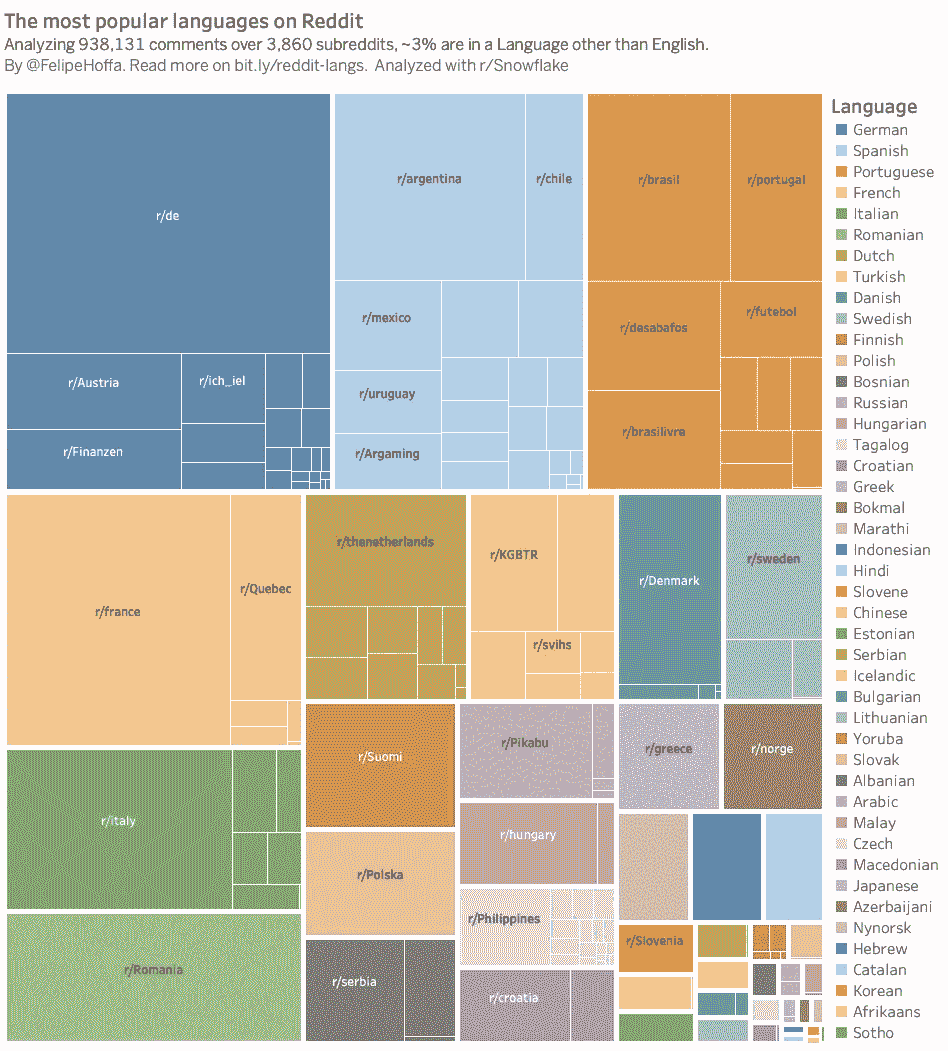 The most popular languages on Reddit
Analyzing 938,131 comments over 3,860 subreddits, ~3% are in a Language other than English.
By @FelipeHoffa. Read more on bit.ly/reddit-langs. Analyzed with r/Snowflake
r/de
r/Austria
r/ich_iel
r/Finanzen
r/argentina
r/chile
r/mexico
r/uruguay
r/Argaming
r/brasil
r/portugal
r/desabafos
r/futebol
r/brasilivre
r/france
r/Quebec
r/thenetherlands
r/KGBTR
r/svihs
r/Denmark
r/sweden
r/italy
r/Romania
r/Suomi
r/Polska
r/serbia
r/Pikabu
r/hungary
r/Philippines
r/croatia
r/greece
r/norge
r/Slovenia
Language
German
Spanish
Portuguese
French
Italian
Romanian
Dutch
Turkish
Danish
Swedish
Finnish
Polish
Bosnian
Russian
Hungarian
Tagalog
Croatian
Greek
Bokmal
Marathi
Indonesian
Hindi
Slovene
Chinese
Estonian
Serbian
Icelandic
Bulgarian
Lithuanian
Yoruba
Slovak
Albanian
Arabic
Malay
Czech
Macedonian
Japanese
Azerbaijani
Nynorsk
Hebrew
Catalan
Korean
Afrikaans
Sotho